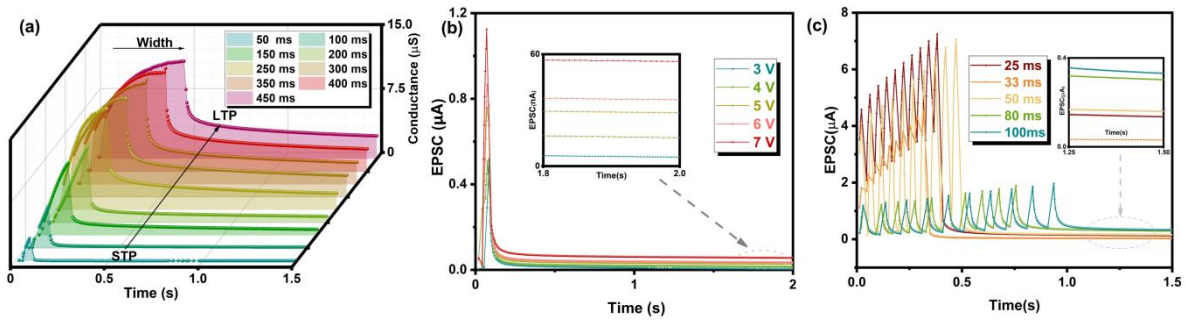 (a)
Width
50 ms
100 ms
150 ms
200 ms
250 ms
300 ms
350 ms
400 ms
450 ms
LTP
STP
15.0
7.5
0
Conductance (μS)
0
0.5
1.0
1.5
Time (s)
(b)
1.2
0.8
0.4
0.0
EPSC (μA)
60
0
EPSC(nA)
1.8
2.0
Time(s)
3 V
4 V
5 V
6 V
7 V
0
1
2
Time (s)
(c)
8
6
4
2
0
EPSC(μA)
25 ms
33 ms
50 ms
80 ms
100ms
0.4
0.0
EPSC(μA)
Time(s)
1.25
1.50
0.0
0.5
1.0
1.5
Time(s)